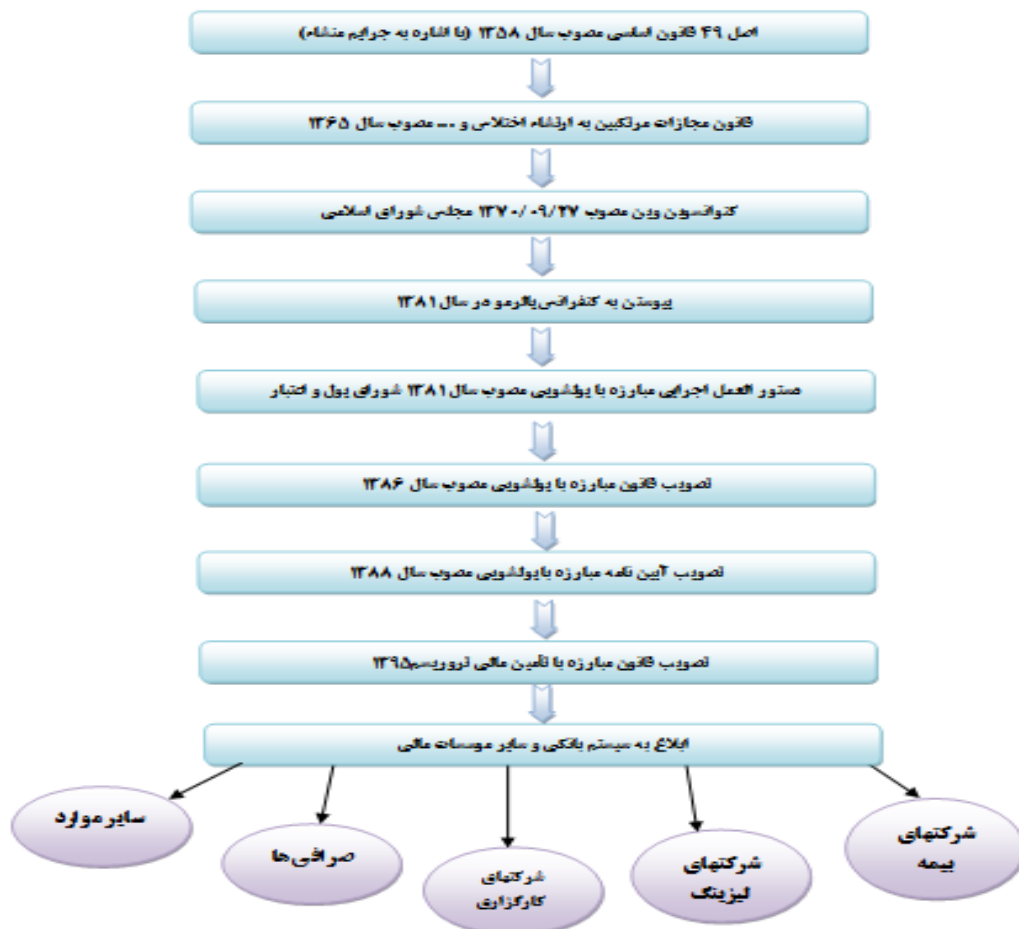 اصل ۴۹ قانون اساسی مصوب سال ۱۳۵۸ (با اشاره به جرایم منشاء)
قانون مجازات مرتکبین به ارتشاء اختلاس و ... مصوب سال ۱۳۶۵
کنوانسیون وین مصوب ۱۳۷۰/۰۹/۲۷ مجلس شورای اسلامی
پیوستن به کنفرانس پالرمو در سال ۱۳۸۱
دستور العمل اجرایی مبارزه با پولشویی مصوب سال ۱۳۸۱ شورای پول و اعتبار
تصویب قانون مبارزه با پولشویی مصوب سال ۱۳۸۶
تصویب آیین نامه مبارزه با پولشویی مصوب سال ۱۳۸۸
تصویب قانون مبارزه با تأمین مالی تروریسم۱۳۹۵
ابلاغ به سیستم بانکی و سایر موسسات مالی
شرکتهای
بیمه
شرکتهای
لیزینگ
شرکتهای
کارگزاری
صرافی‌ها
سایر موارد